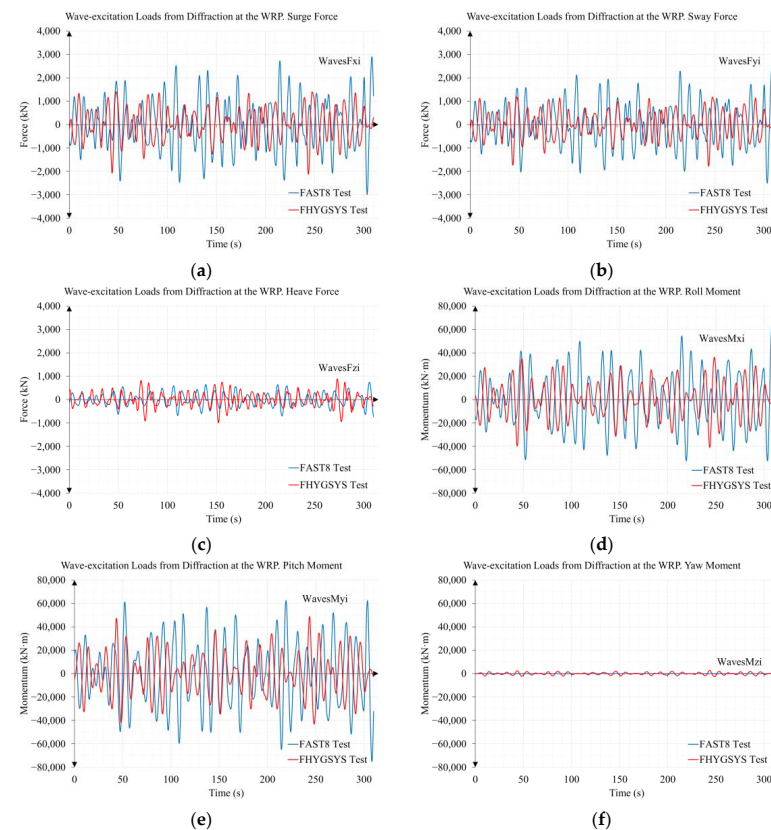 Wave-excitation Loads from Diffraction at the WRP. Surge Force
4,000
3,000
2,000
1,000
0
−1,000
−2,000
−3,000
−4,000
Force (kN)
WavesFxi
FAST8 Test
FHYGSYS Test
0 50 100 150 200 250 300
Time (s)
(a)
Wave-excitation Loads from Diffraction at the WRP. Sway Force
4,000
3,000
2,000
1,000
0
−1,000
−2,000
−3,000
−4,000
Force (kN)
WavesFyi
FAST8 Test
FHYGSYS Test
0 50 100 150 200 250 300
Time (s)
(b)
Wave-excitation Loads from Diffraction at the WRP. Heave Force
4,000
3,000
2,000
1,000
0
−1,000
−2,000
−3,000
−4,000
Force (kN)
WavesFzi
FAST8 Test
FHYGSYS Test
0 50 100 150 200 250 300
Time (s)
(c)
Wave-excitation Loads from Diffraction at the WRP. Roll Moment
80,000
60,000
40,000
20,000
0
−20,000
−40,000
−60,000
−80,000
Momentum (kN·m)
WavesMxi
FAST8 Test
FHYGSYS Test
0 50 100 150 200 250 300
Time (s)
(d)
Wave-excitation Loads from Diffraction at the WRP. Pitch Moment
80,000
60,000
40,000
20,000
0
−20,000
−40,000
−60,000
−80,000
Momentum (kN·m)
WavesMyi
FAST8 Test
FHYGSYS Test
0 50 100 150 200 250 300
Time (s)
(e)
Wave-excitation Loads from Diffraction at the WRP. Yaw Moment
80,000
60,000
40,000
20,000
0
−20,000
−40,000
−60,000
−80,000
Momentum (kN·m)
WavesMzi
FAST8 Test
FHYGSYS Test
0 50 100 150 200 250 300
Time (s)
(f)